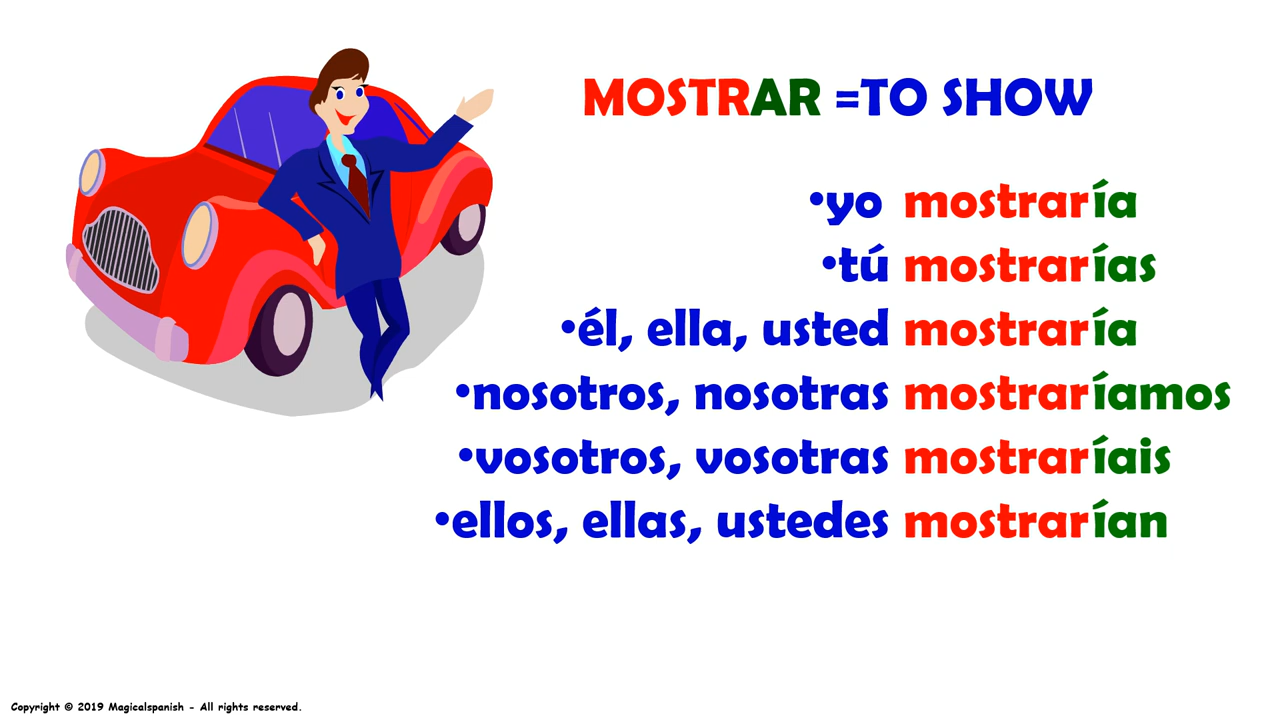 MOSTRAR =TO SHOW
•yo mostraría
•tú mostrarías
•él, ella, usted mostraría
•nosotros, nosotras mostraríamos
•vosotros, vosotras mostraríais
•ellos, ellas, ustedes mostrarían
Copyright © 2019 Magicalspanish - All rights reserved.